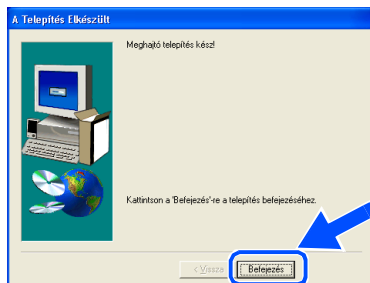 A Telepítés Elkészült
Meghajtó telepítés kész!
Kattintson a 'Befejezés'-re a telepítés befejezéséhez.
< Vissza
Befejezés